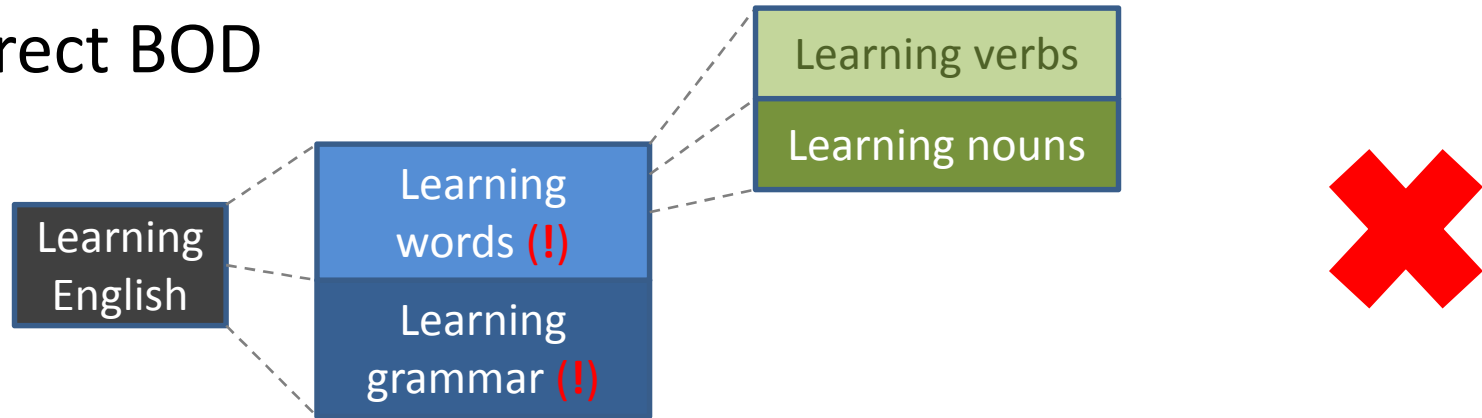 rect BOD
Learning verbs
Learning nouns
Learning
words (!)
Learning
English
Learning
grammar (!)